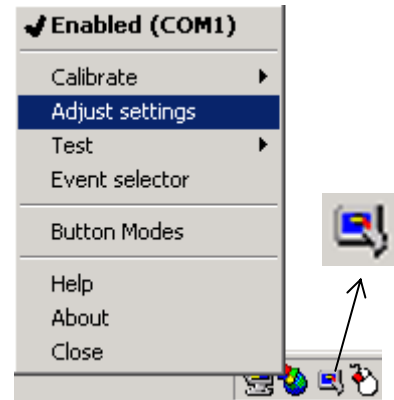 Enabled (COM1)
Calibrate
Adjust settings
Test
Event selector
Button Modes
Help
About
Close